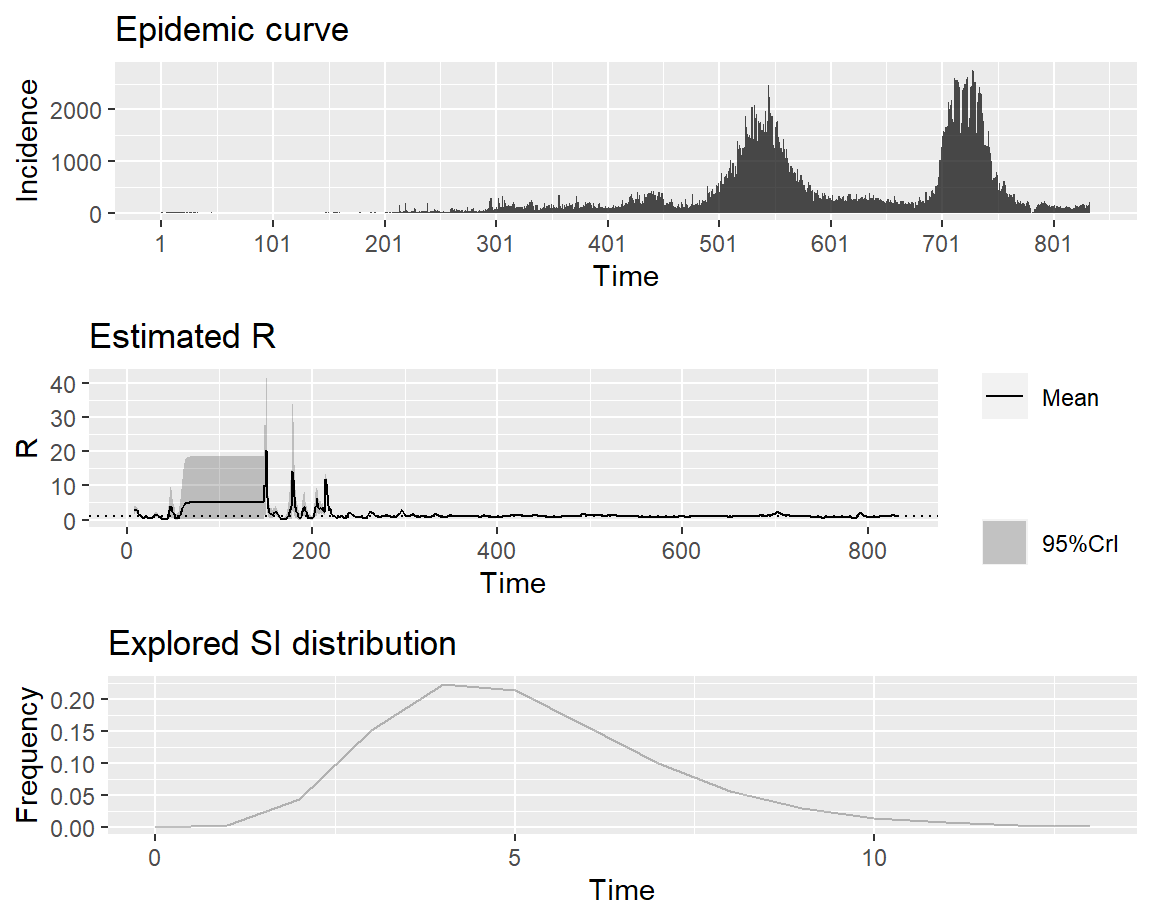 Epidemic curve
Incidence
2000
1000
0
1 101 201 301 401 501 601 701 801
Time
Estimated R
R
40
30
20
10
0
0 200 400 600 800
Time
Mean
95%CrI
Explored SI distribution
Frequency
0.20
0.15
0.10
0.05
0.00
0 5 10
Time